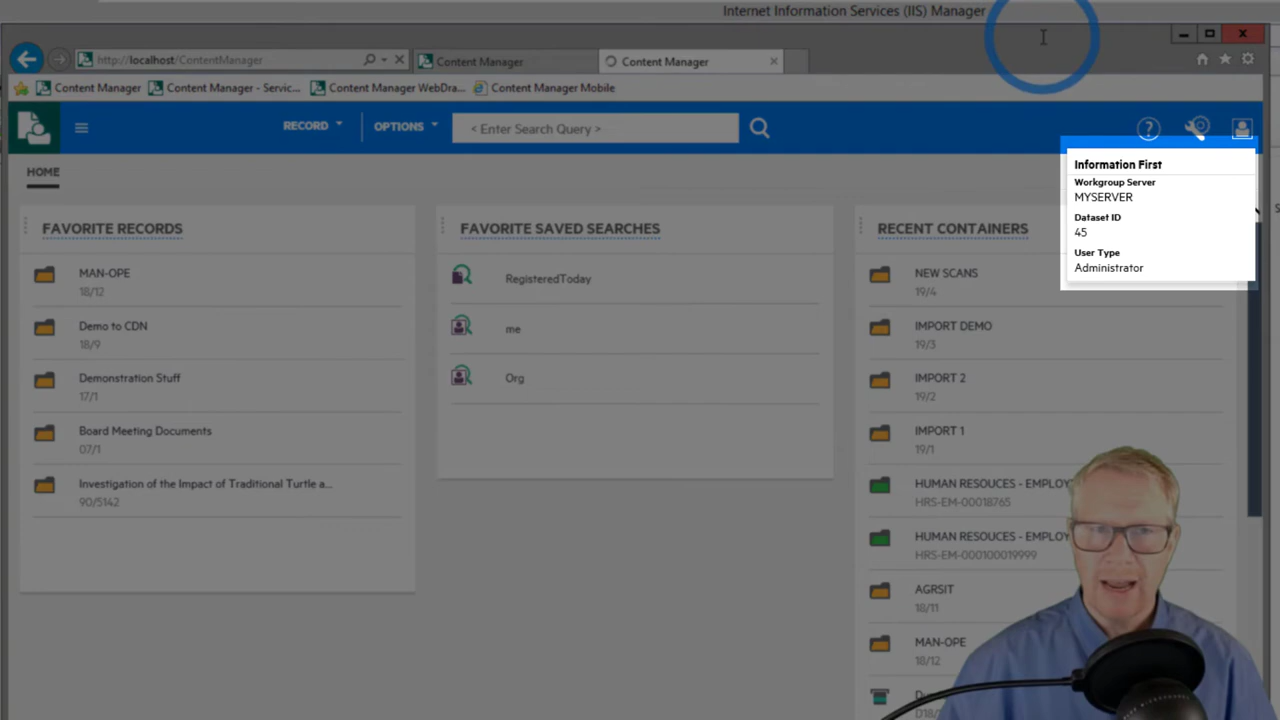 Internet Information Services (IIS) Manager
http://localhost/ContentManager
Content Manager
Content Manager
Content Manager
Content Manager - Servic...
Content Manager WebDra...
Content Manager Mobile
RECORD
OPTIONS
< Enter Search Query >
HOME
Information First
Workgroup Server
MYSERVER
Dataset ID
45
User Type
Administrator
FAVORITE RECORDS
MAN-OPE
18/12
Demo to CDN
18/9
Demonstration Stuff
17/1
Board Meeting Documents
07/1
Investigation of the Impact of Traditional Turtle a...
90/5142
FAVORITE SAVED SEARCHES
RegisteredToday
me
Org
RECENT CONTAINERS
NEW SCANS
19/4
IMPORT DEMO
19/3
IMPORT 2
19/2
IMPORT 1
19/1
HUMAN RESOUCES - EMPLOY
HRS-EM-00018765
HUMAN RESOUCES - EMPLOY
HRS-EM-000100019999
AGRSIT
18/11
MAN-OPE
18/12